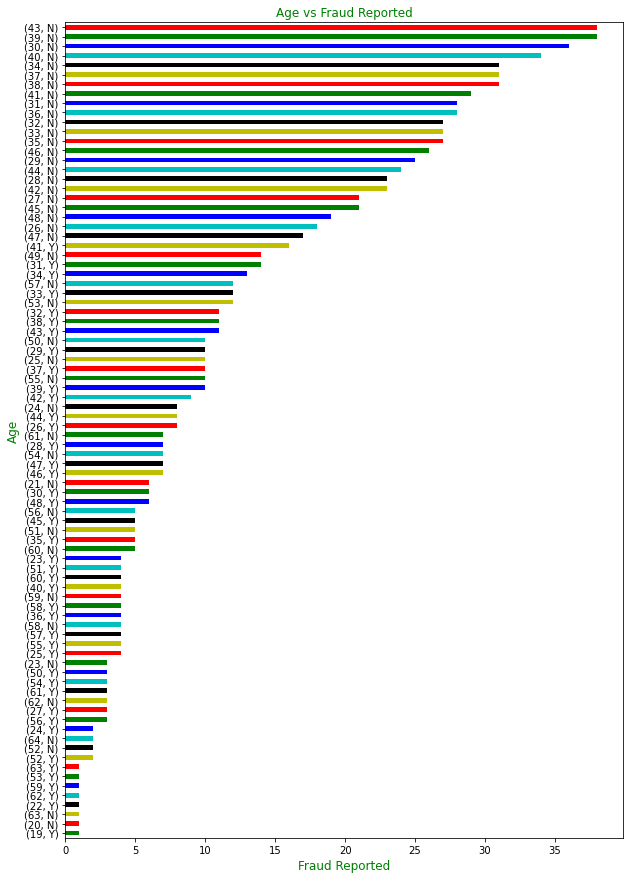 Age vs Fraud Reported
(43, N)
(39, N)
(30, N)
(40, N)
(34, N)
(37, N)
(38, N)
(41, N)
(31, N)
(36, N)
(32, N)
(33, N)
(35, N)
(46, N)
(29, N)
(44, N)
(28, N)
(42, N)
(27, N)
(45, N)
(48, N)
(26, N)
(47, N)
(41, Y)
(49, N)
(31, Y)
(34, Y)
(57, N)
(33, Y)
(53, N)
(32, Y)
(38, Y)
(43, Y)
(50, N)
(29, Y)
(25, N)
(37, Y)
(55, N)
(39, Y)
(42, Y)
(24, N)
(44, Y)
(26, Y)
(61, N)
(28, Y)
(54, N)
(47, Y)
(46, Y)
(21, N)
(30, Y)
(48, Y)
(56, N)
(45, Y)
(51, N)
(35, Y)
(60, N)
(23, Y)
(51, Y)
(60, Y)
(40, Y)
(59, N)
(58, Y)
(36, Y)
(58, N)
(57, Y)
(55, Y)
(25, Y)
(23, N)
(50, Y)
(54, Y)
(61, Y)
(62, N)
(27, Y)
(56, Y)
(24, Y)
(64, N)
(52, N)
(52, Y)
(63, Y)
(53, Y)
(59, Y)
(62, Y)
(22, Y)
(63, N)
(20, N)
(19, Y)
Age
0 5 10 15 20 25 30 35
Fraud Reported